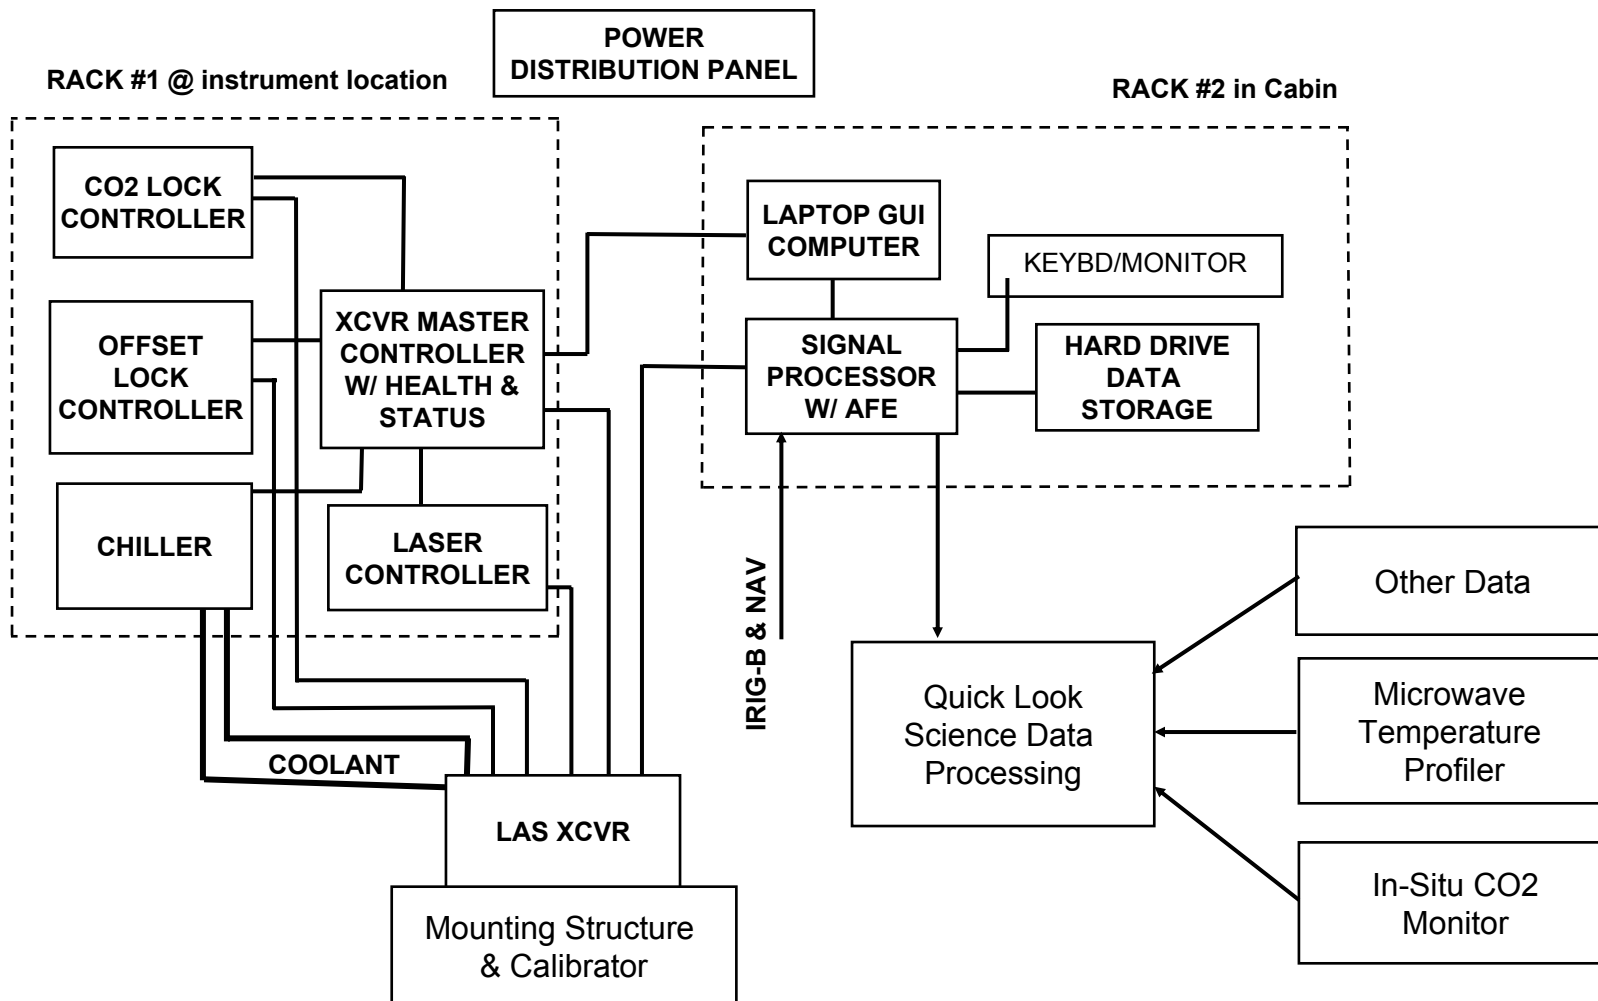 POWER
DISTRIBUTION PANEL
RACK #1 @ instrument location
RACK #2 in Cabin
CO2 LOCK
CONTROLLER
OFFSET
LOCK
CONTROLLER
CHILLER
XCVR MASTER
CONTROLLER
W/ HEALTH &
STATUS
LASER
CONTROLLER
LAPTOP GUI
COMPUTER
KEYBD/MONITOR
SIGNAL
PROCESSOR
W/ AFE
HARD DRIVE
DATA
STORAGE
IRIG-B & NAV
COOLANT
LAS XCVR
Mounting Structure
& Calibrator
Quick Look
Science Data
Processing
Other Data
Microwave
Temperature
Profiler
In-Situ CO2
Monitor